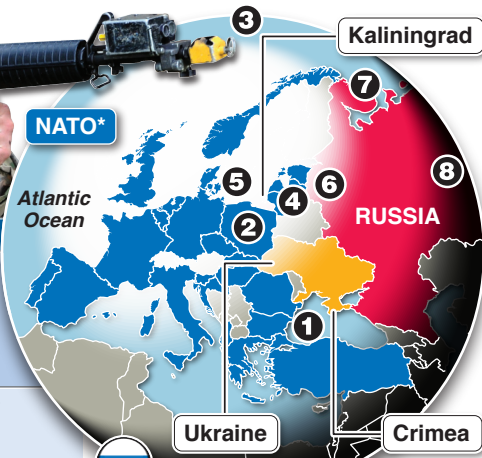 3
Kaliningrad
7
NATO*
8
5
6
Atlantic
Ocean
4
2
RUSSIA
1
Ukraine
Crimea